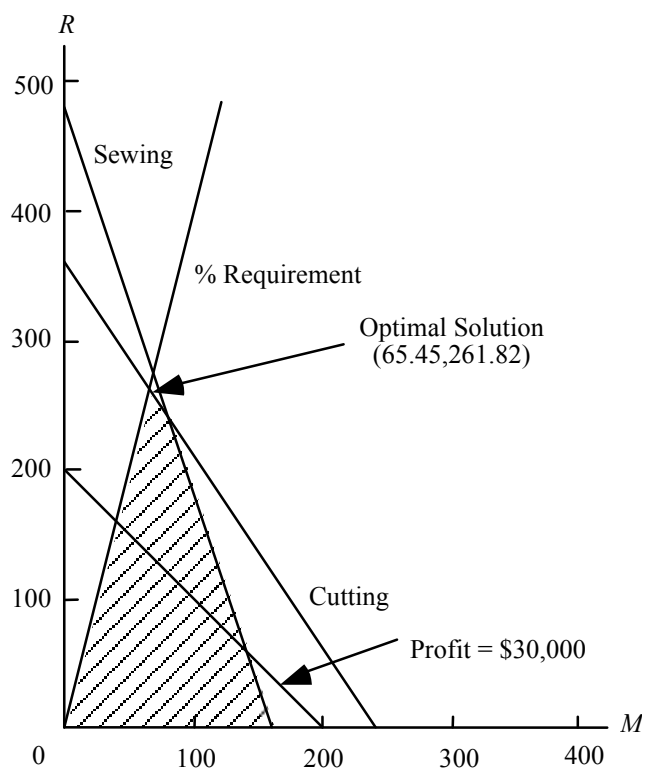 R
500
Sewing
400
% Requirement
Optimal Solution
(65.45,261.82)
300
200
Cutting
100
Profit = $30,000
M
0
100
200
300
400